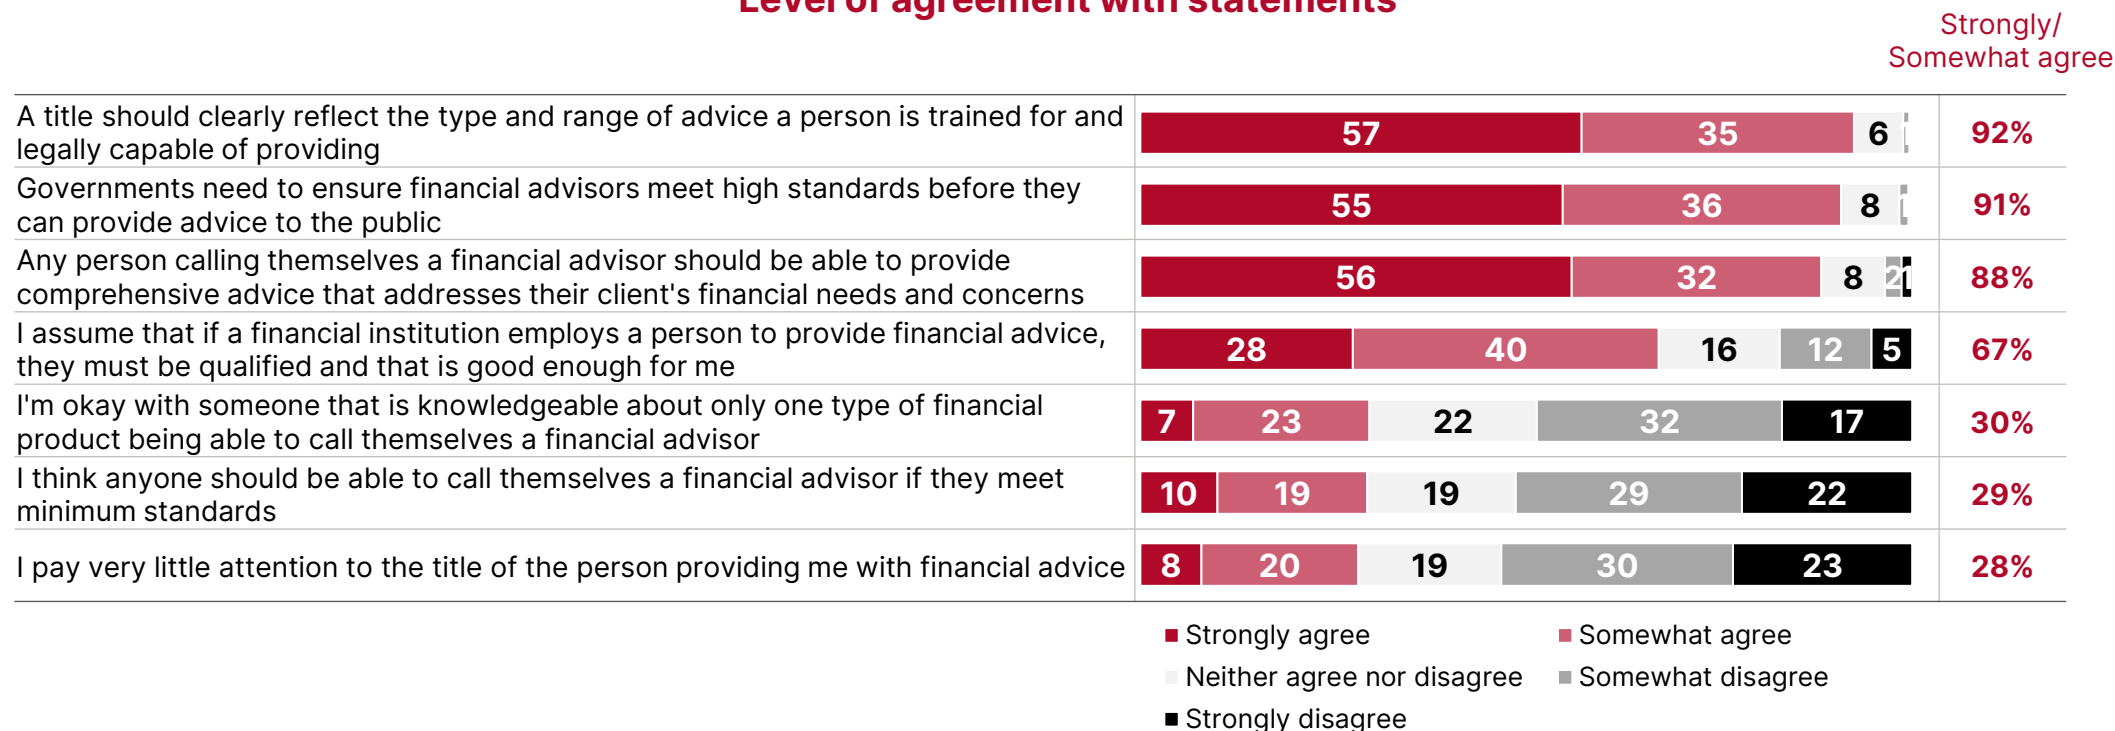 Level of agreement with statements
Strongly/
Somewhat agree
A title should clearly reflect the type and range of advice a person is trained for and
legally capable of providing
57 35 6 1 92%
Governments need to ensure financial advisors meet high standards before they
can provide advice to the public
55 36 8 1 91%
Any person calling themselves a financial advisor should be able to provide
comprehensive advice that addresses their client's financial needs and concerns
56 32 8 2 1 88%
I assume that if a financial institution employs a person to provide financial advice,
they must be qualified and that is good enough for me
28 40 16 12 5 67%
I'm okay with someone that is knowledgeable about only one type of financial
product being able to call themselves a financial advisor
7 23 22 32 17 30%
I think anyone should be able to call themselves a financial advisor if they meet
minimum standards
10 19 19 29 22 29%
I pay very little attention to the title of the person providing me with financial advice
8 20 19 30 23 28%
Strongly agree
Somewhat agree
Neither agree nor disagree
Somewhat disagree
Strongly disagree